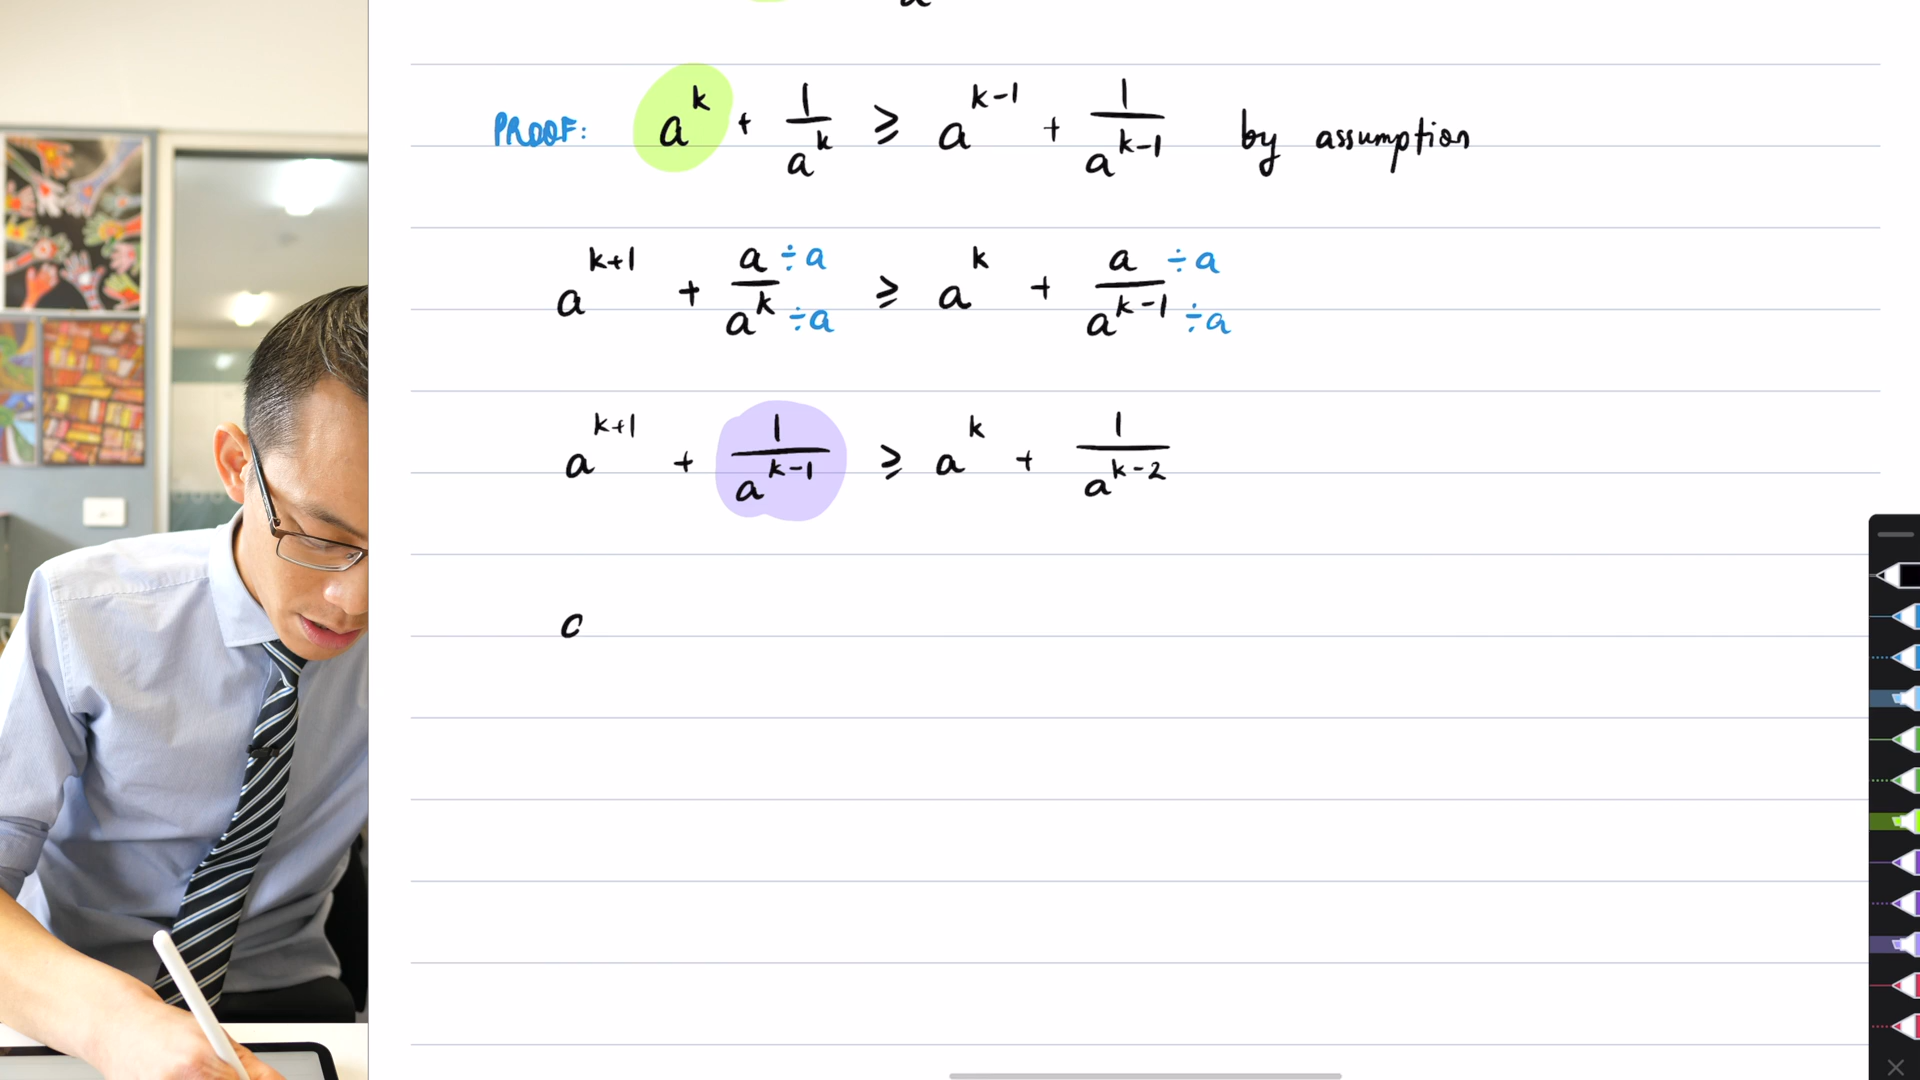 PROOF: a^k + 1/a^k ≥ a^(k-1) + 1/a^(k-1) by assumption
a^(k+1) + a ÷a / a^k ÷a ≥ a^k + a ÷a / a^(k-1) ÷a
a^(k+1) + 1/a^(k-1) ≥ a^k + 1/a^(k-2)
c